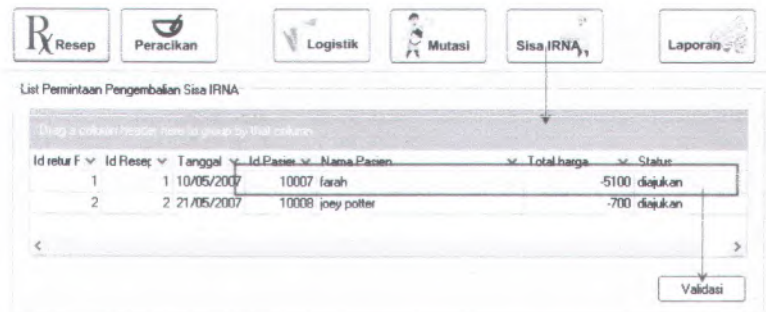 Rx Resep Peracikan Logistik Mutasi Sisa IRNA Laporan
List Permintaan Pengembalian Sisa IRNA
Drag a column header here to group by that column
Id retur F Id Resep Tanggal Id Pasien Nama Pasien Total harga Status
1 1 10/05/2007 10007 farah -5100 diajukan
2 2 21/05/2007 10008 joey potter -700 diajukan
Validasi